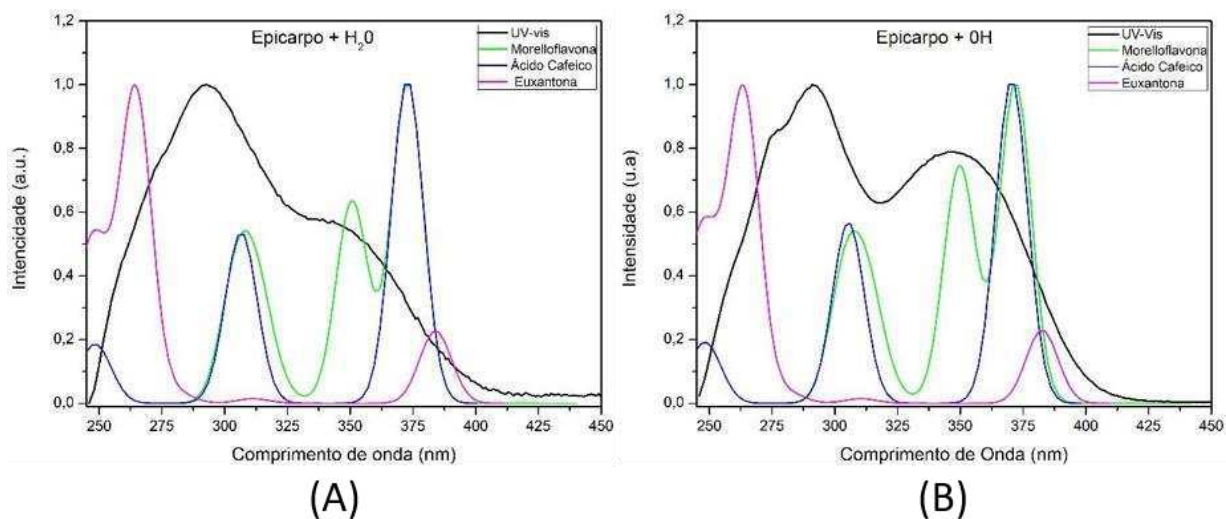 1,2
1,0
0,8
0,6
0,4
0,2
0,0
Intencidade (a.u.)
Epicarpo + H₂0
UV-vis
Morelloflavona
Ácido Cafeico
Euxantona
250 275 300 325 350 375 400 425 450
Comprimento de onda (nm)
(A)
1,2
1,0
0,8
0,6
0,4
0,2
0,0
Intensidade (u.a)
Epicarpo + 0H
UV-Vis
Morelloflavona
Ácido Cafeico
Euxantona
250 275 300 325 350 375 400 425 450
Comprimento de Onda (nm)
(B)